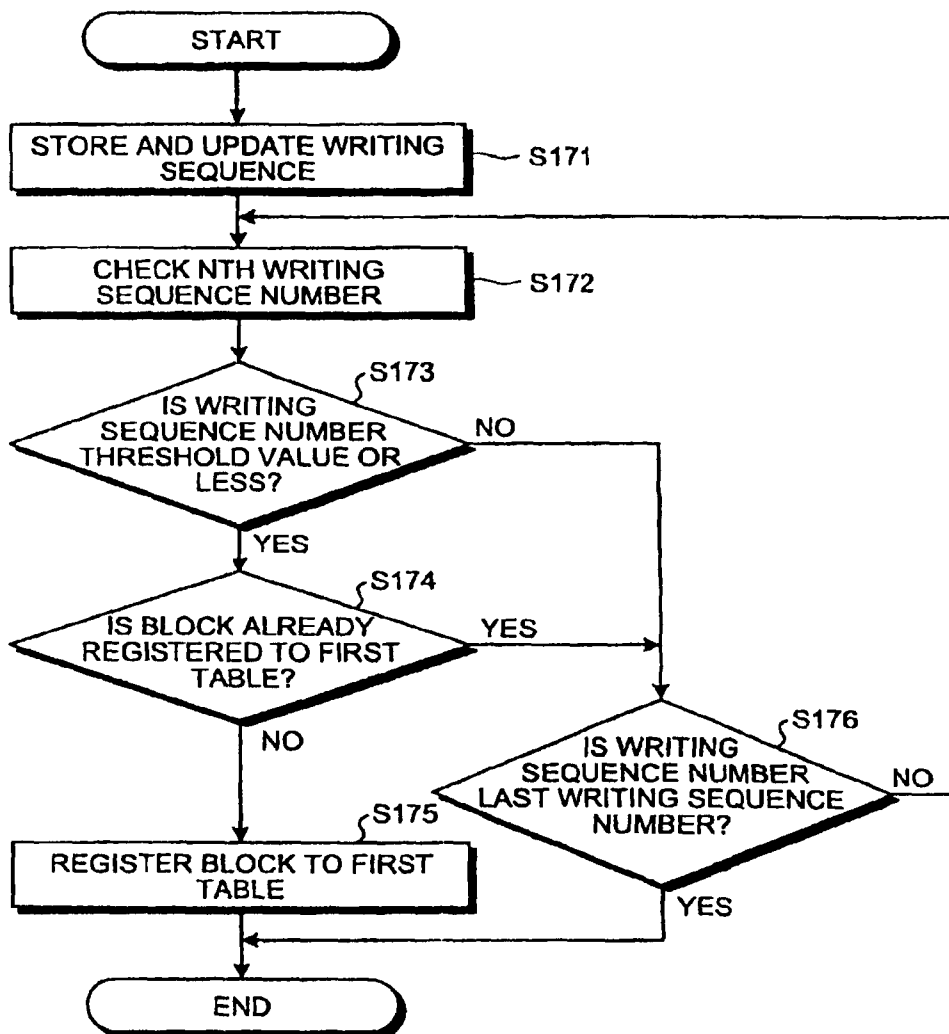 START
STORE AND UPDATE WRITING
SEQUENCE
S171
CHECK NTH WRITING
SEQUENCE NUMBER
S172
S173
IS WRITING
SEQUENCE NUMBER
THRESHOLD VALUE OR
LESS?
NO
YES
S174
IS BLOCK ALREADY
REGISTERED TO FIRST
TABLE?
YES
NO
S176
IS WRITING
SEQUENCE NUMBER
LAST WRITING SEQUENCE
NUMBER?
NO
YES
S175
REGISTER BLOCK TO FIRST
TABLE
END